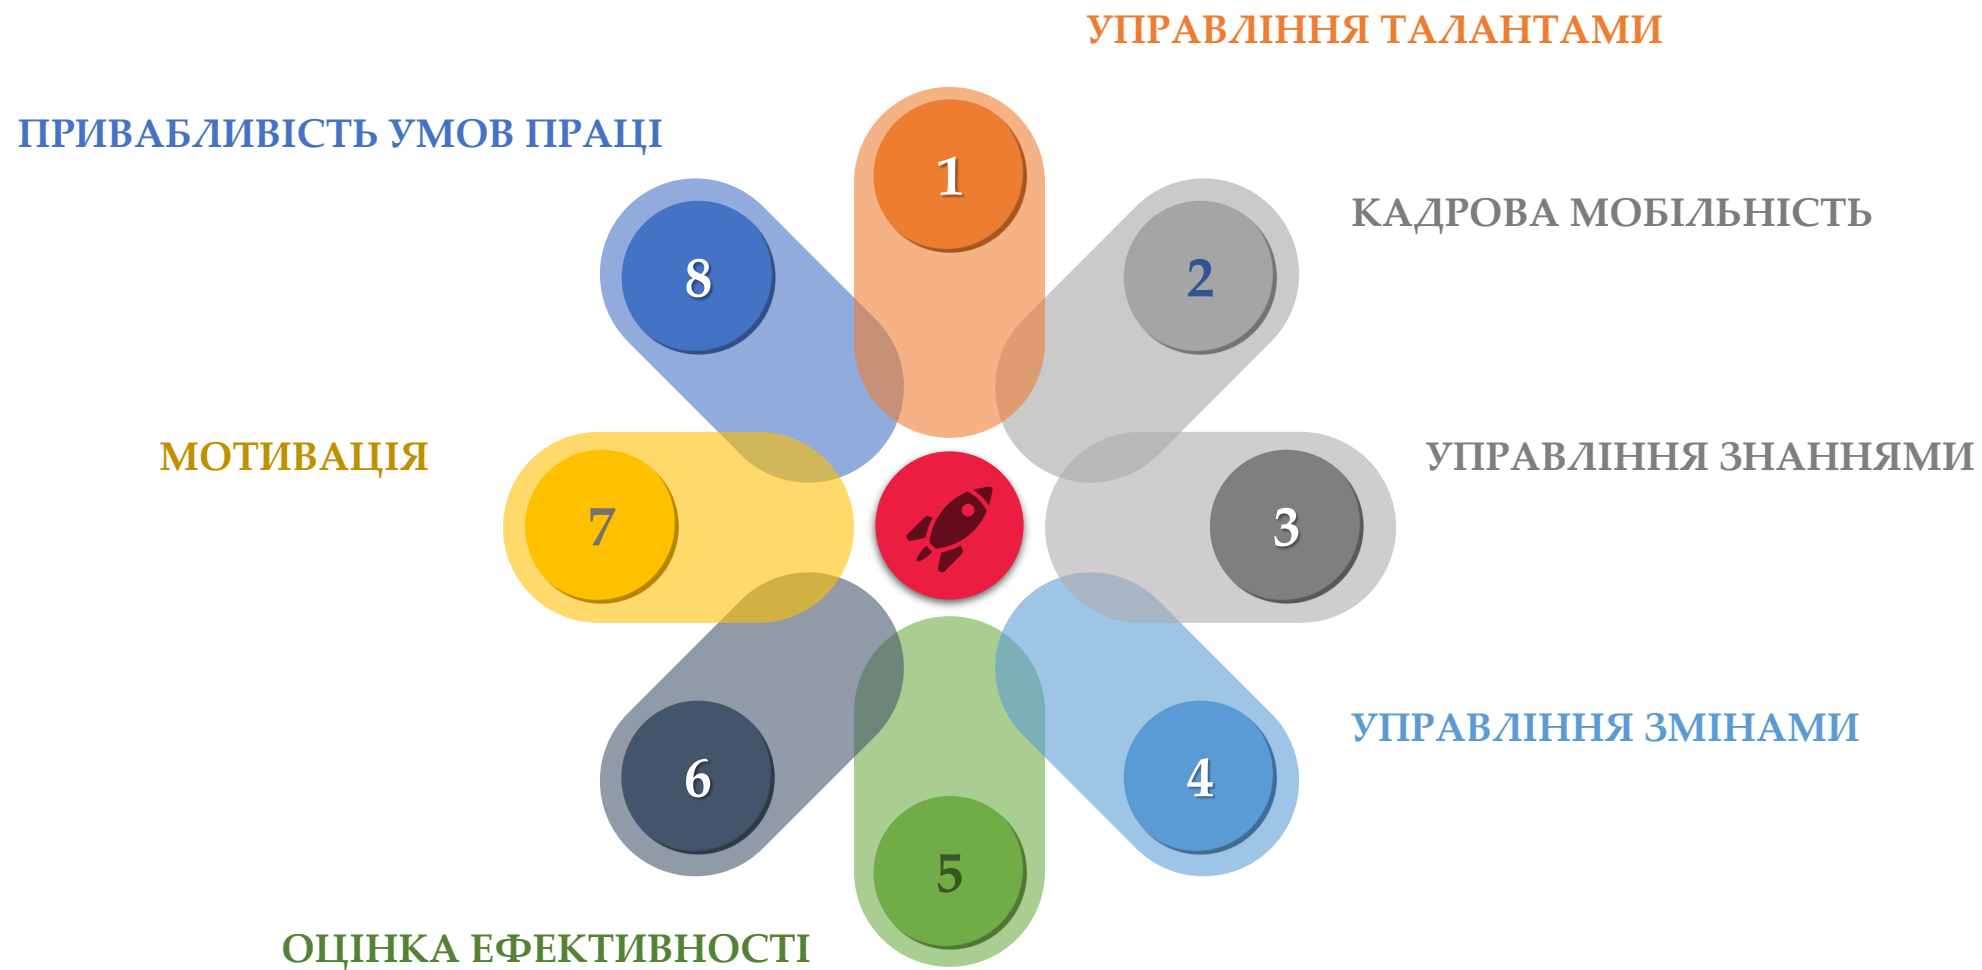 УПРАВЛІННЯ ТАЛАНТАМИ
ПРИВАБЛИВІСТЬ УМОВ ПРАЦІ
1
КАДРОВА МОБІЛЬНІСТЬ
8
2
МОТИВАЦІЯ
УПРАВЛІННЯ ЗНАННЯМИ
7
3
УПРАВЛІННЯ ЗМІНАМИ
6
4
5
ОЦІНКА ЕФЕКТИВНОСТІ